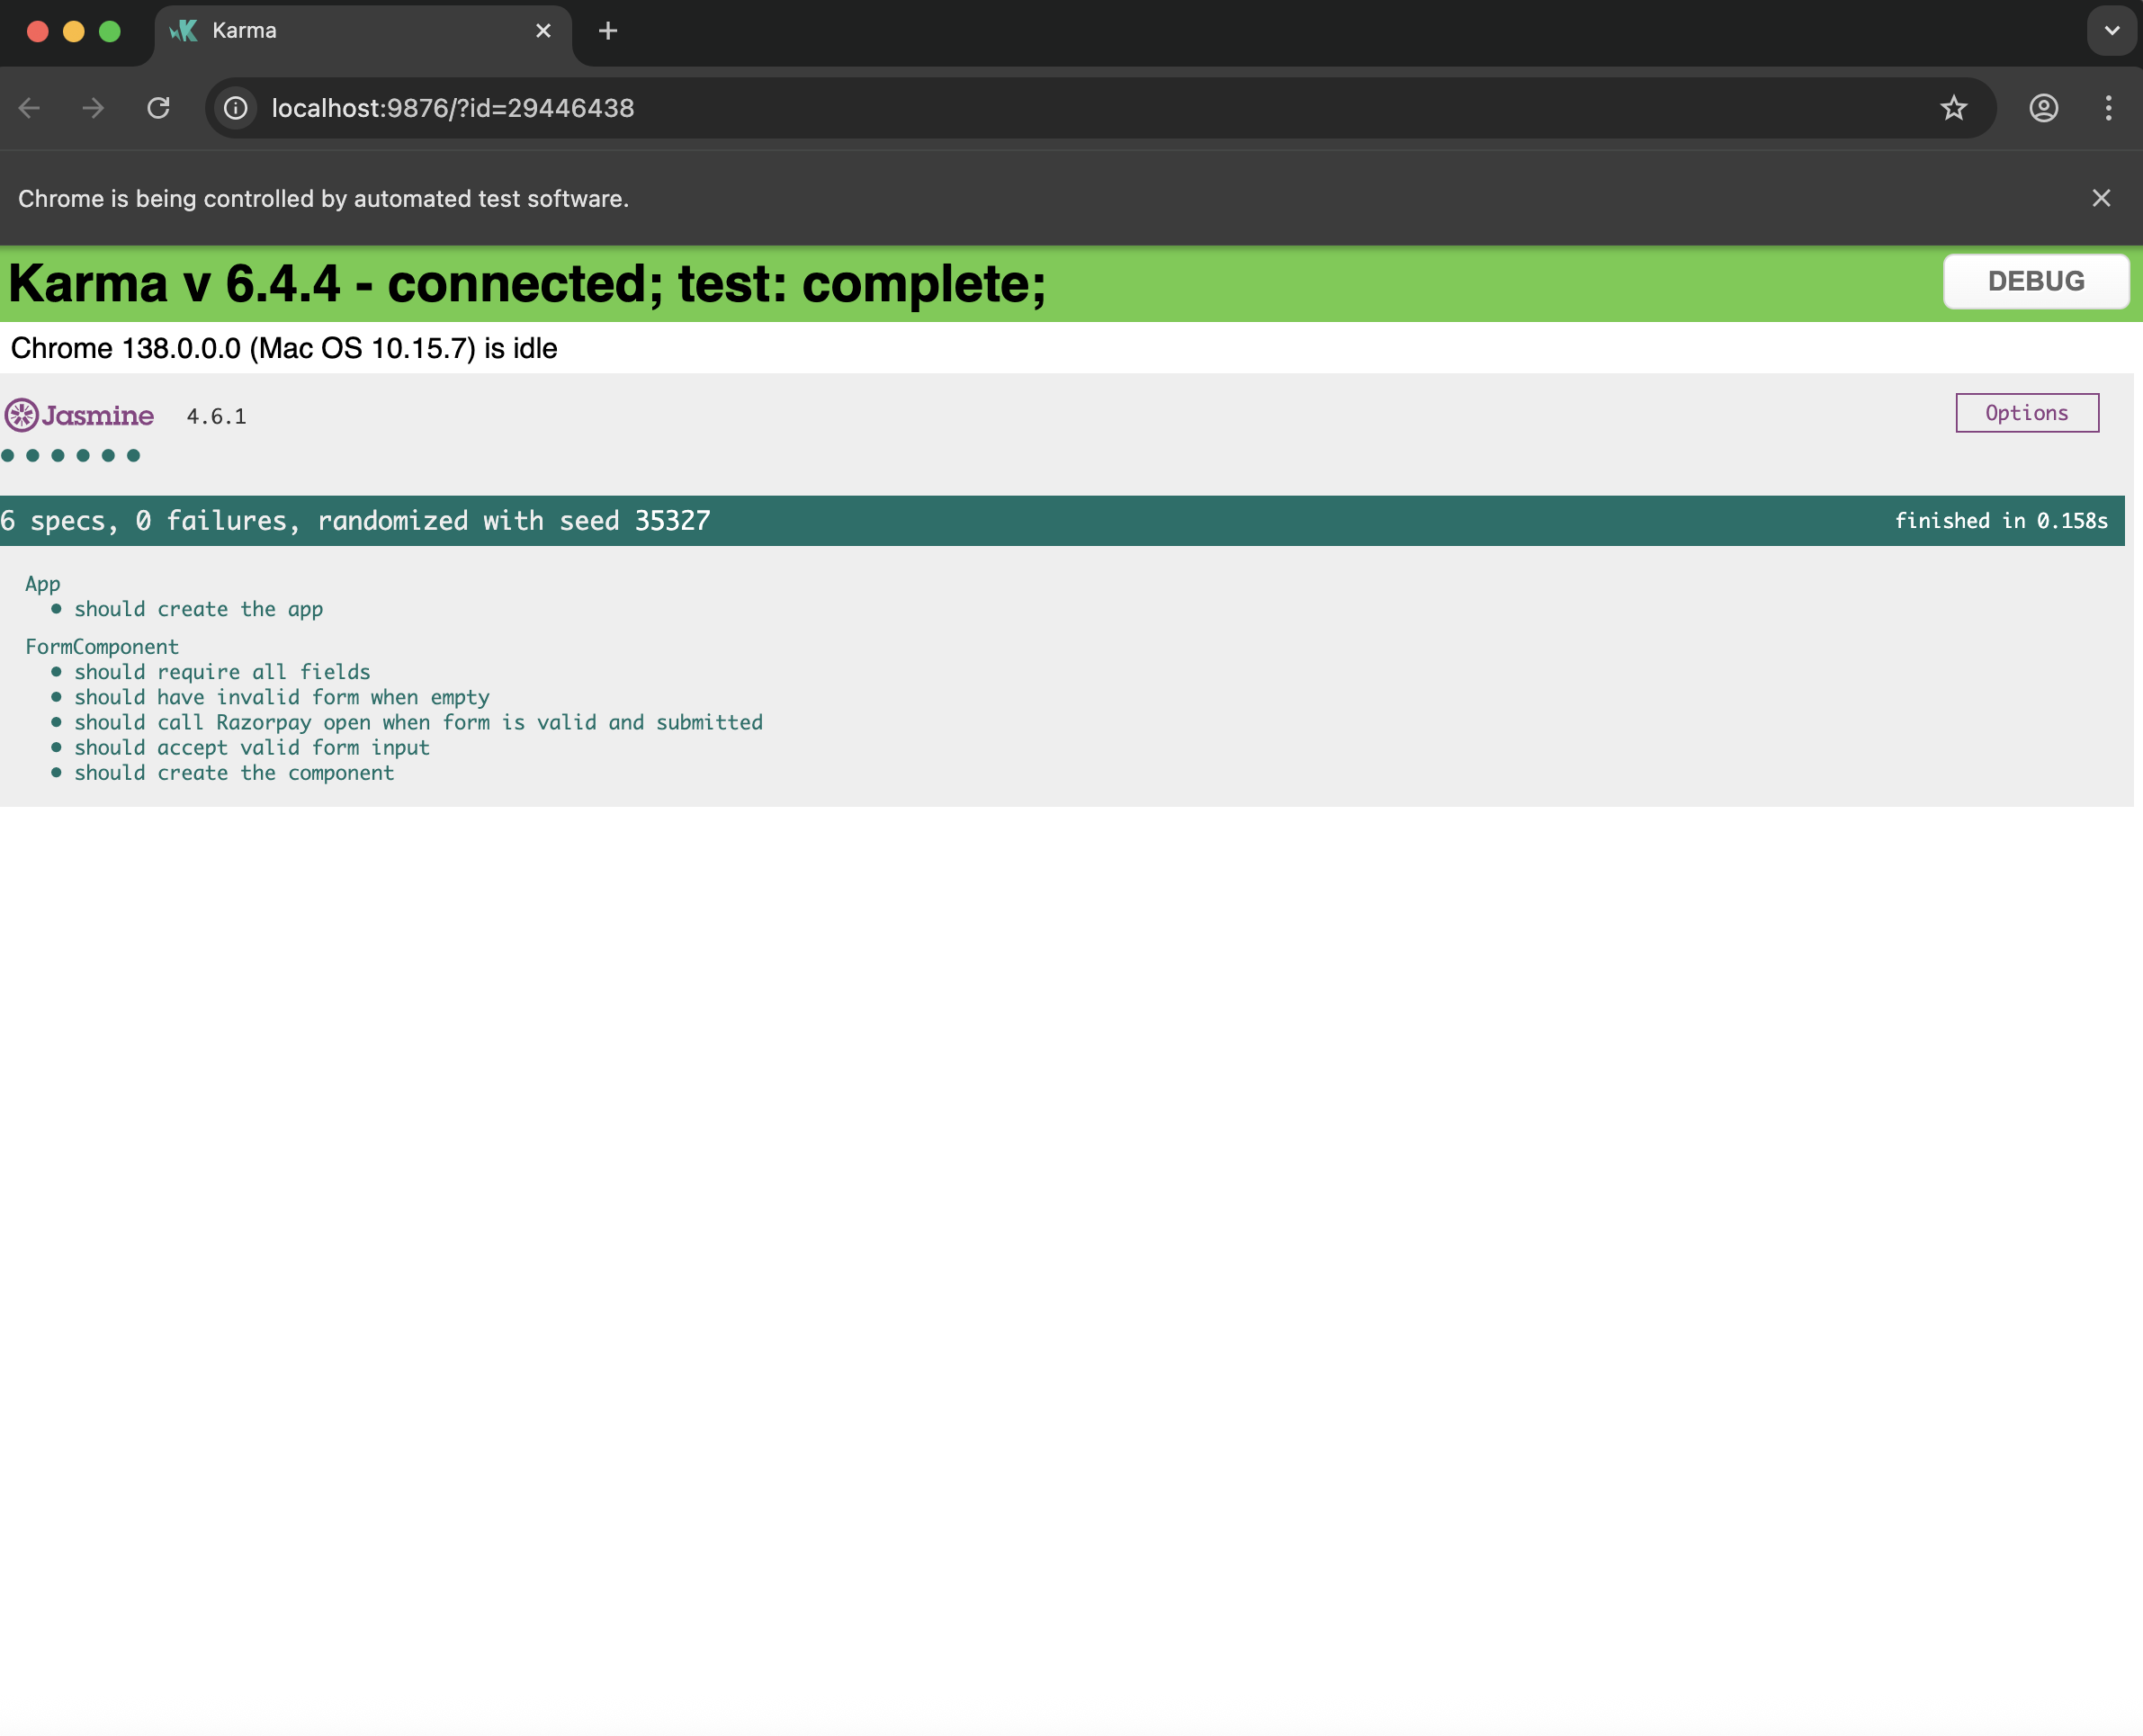 Karma
localhost:9876/?id=29446438
Chrome is being controlled by automated test software.
Karma v 6.4.4 - connected; test: complete;
DEBUG
Chrome 138.0.0.0 (Mac OS 10.15.7) is idle
Jasmine 4.6.1
Options
6 specs, 0 failures, randomized with seed 35327
finished in 0.158s
App
• should create the app
FormComponent
• should require all fields
• should have invalid form when empty
• should call Razorpay open when form is valid and submitted
• should accept valid form input
• should create the component